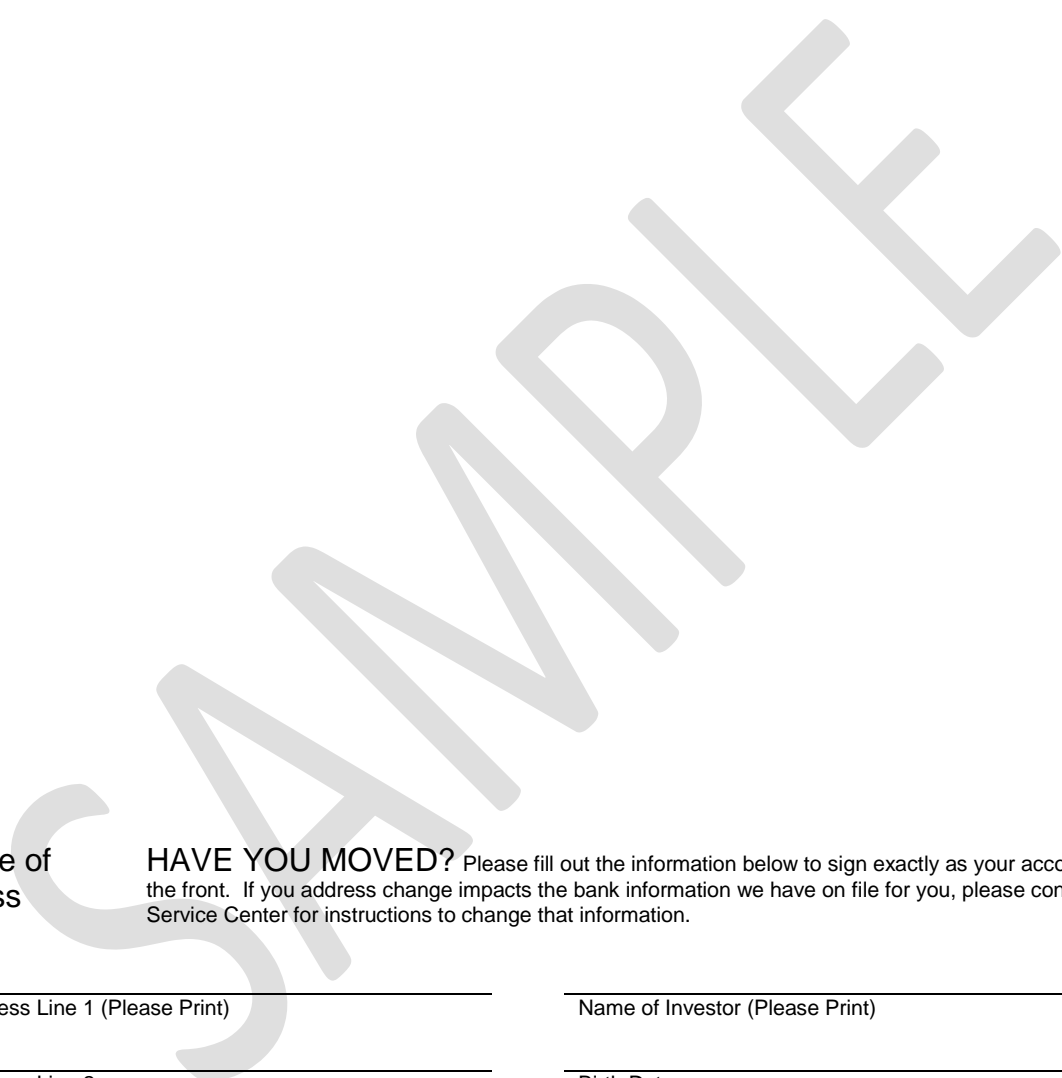 SAMPLE
e of
ss
HAVE YOU MOVED? Please fill out the information below to sign exactly as your acco
the front. If you address change impacts the bank information we have on file for you, please con
Service Center for instructions to change that information.
ess Line 1 (Please Print)
Name of Investor (Please Print)